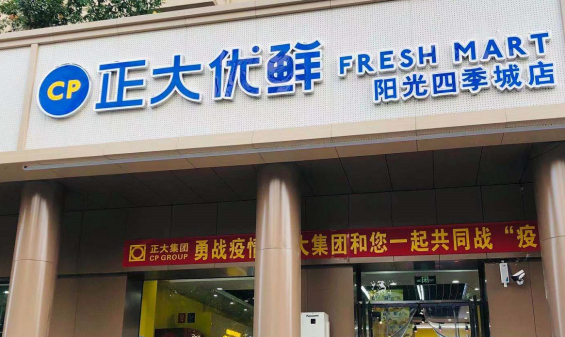 CP 正大优鲜 FRESH MART
阳光四季城店
正大集团
CP GROUP
勇战疫情 大集团和您一起共同战“疫